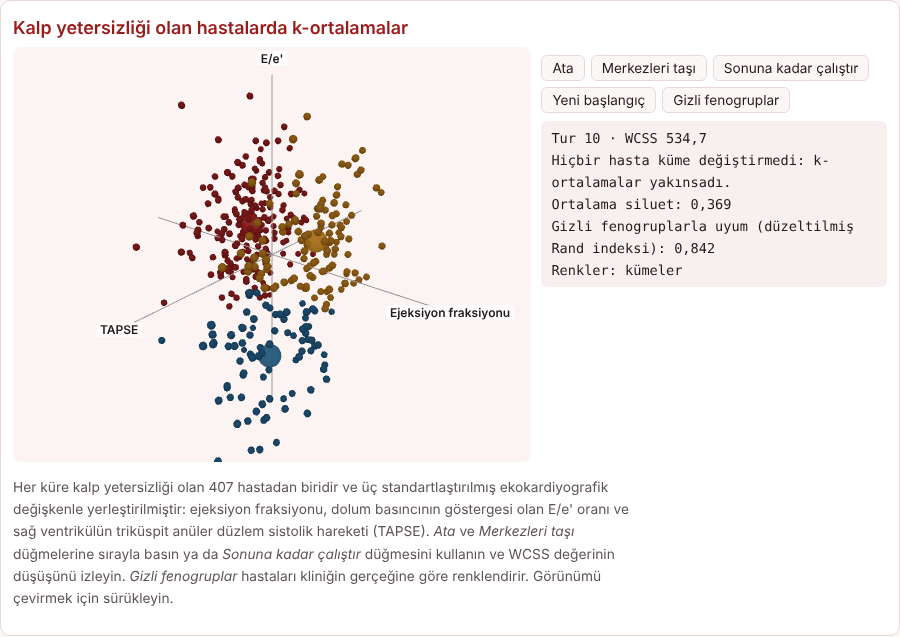 Kalp yetersizliği olan hastalarda k-ortalamalar
E/e'
TAPSE
Ejeksiyon fraksiyonu
Ata
Merkezleri taşı
Sonuna kadar çalıştır
Yeni başlangıç
Gizli fenogruplar
Tur 10 · WCSS 534,7
Hiçbir hasta küme değiştirmedi: k-
ortalamalar yakınsadı.
Ortalama siluet: 0,369
Gizli fenogruplarla uyum (düzeltilmiş
Rand indeksi): 0,842
Renkler: kümeler
Her küre kalp yetersizliği olan 407 hastadan biridir ve üç standartlaştırılmış ekokardiyografik
değişkenle yerleştirilmiştir: ejeksiyon fraksiyonu, dolum basıncının göstergesi olan E/e' oranı ve
sağ ventrikülün triküspit anüler düzlem sistolik hareketi (TAPSE). Ata ve Merkezleri taşı
düğmelerine sırayla basın ya da Sonuna kadar çalıştır düğmesini kullanın ve WCSS değerinin
düşüşünü izleyin. Gizli fenogruplar hastaları kliniğin gerçeğine göre renklendirir. Görünümü
çevirmek için sürükleyin.